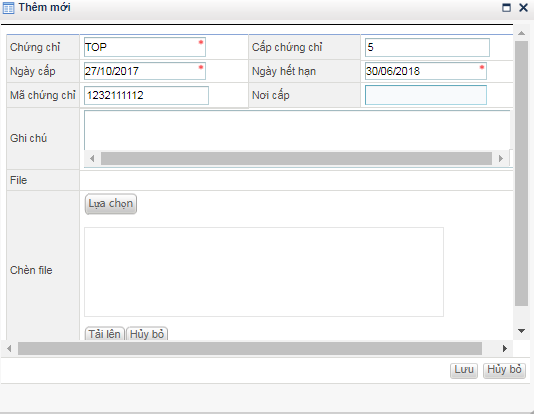 Thêm mới
Chứng chỉ TOP * Cấp chứng chỉ 5
Ngày cấp 27/10/2017 * Ngày hết hạn 30/06/2018 *
Mã chứng chỉ 1232111112 Nơi cấp
Ghi chú
File
Lựa chọn
Chèn file
Tải lên Hủy bỏ
Lưu Hủy bỏ